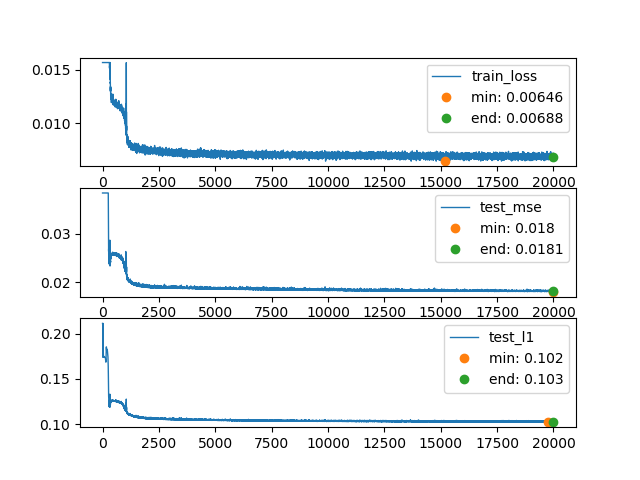 0.015
0.010
train_loss
min: 0.00646
end: 0.00688
0 2500 5000 7500 10000 12500 15000 17500 20000
0.03
0.02
test_mse
min: 0.018
end: 0.0181
0 2500 5000 7500 10000 12500 15000 17500 20000
0.20
0.15
0.10
test_l1
min: 0.102
end: 0.103
0 2500 5000 7500 10000 12500 15000 17500 20000